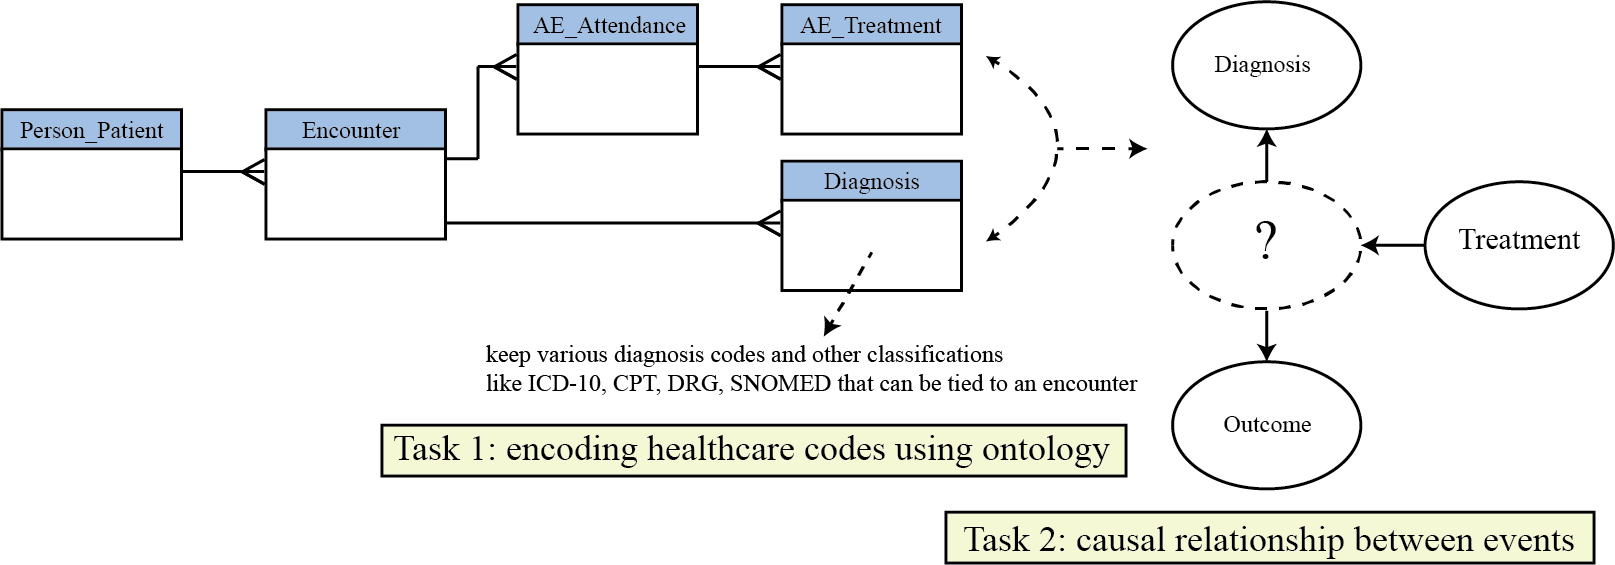 AE_Attendance
AE_Treatment
Person_Patient
Encounter
Diagnosis
keep various diagnosis codes and other classifications
like ICD-10, CPT, DRG, SNOMED that can be tied to an encounter
Task 1: encoding healthcare codes using ontology
Diagnosis
?
Treatment
Outcome
Task 2: causal relationship between events